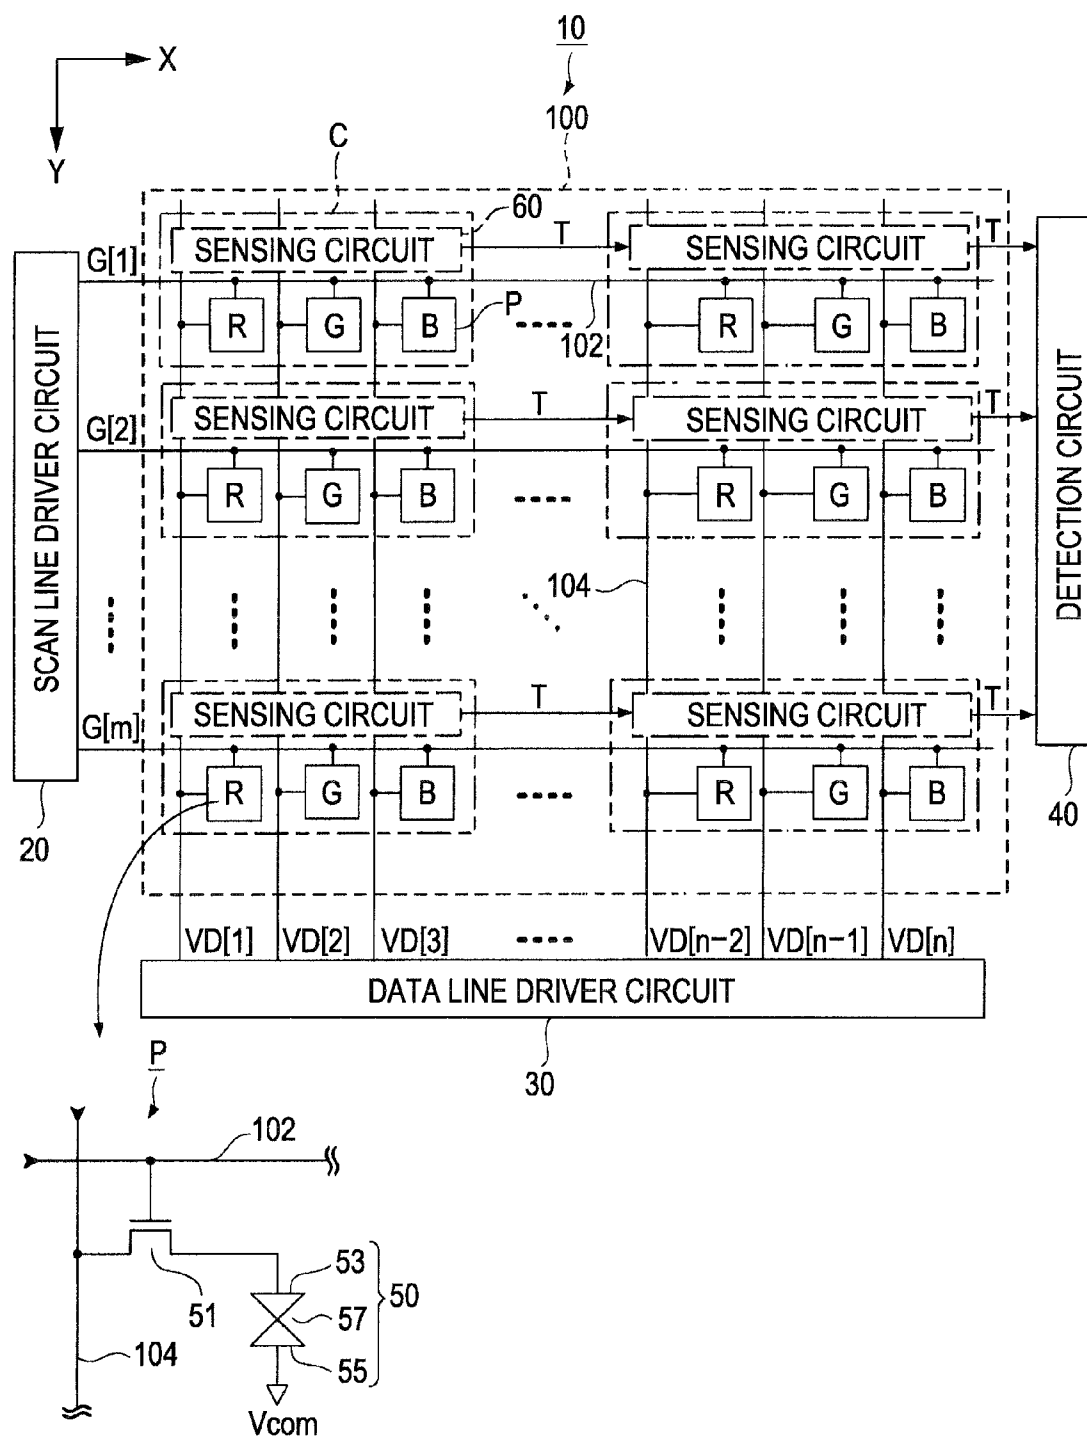 10
X
100
Y
C
60
SENSING CIRCUIT T SENSING CIRCUIT T
G[1]
R G B P 102 R G B
SENSING CIRCUIT T SENSING CIRCUIT T
G[2]
R G B R G B
104
SCAN LINE DRIVER CIRCUIT
DETECTION CIRCUIT
SENSING CIRCUIT T SENSING CIRCUIT T
G[m]
R G B R G B
20
40
VD[1] VD[2] VD[3] VD[n-2] VD[n-1] VD[n]
DATA LINE DRIVER CIRCUIT
30
P
102
51
53
57
55
50
104
Vcom